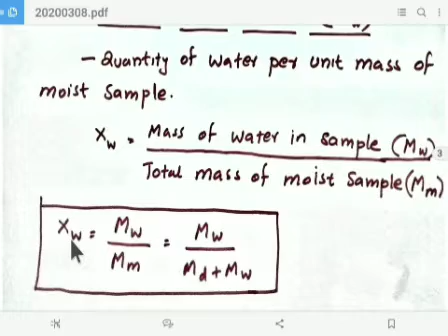 20200308.pdf
- Quantity of water per unit mass of
moist sample.
Xw = Mass of water in sample (Mw)
Total mass of moist sample (Mm)
3
Xw = Mw / Mm = Mw / Md + Mw